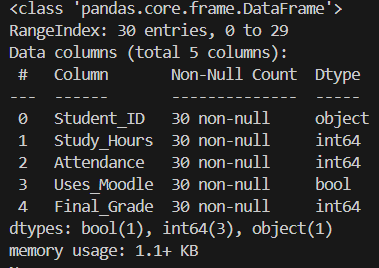 <class 'pandas.core.frame.DataFrame'>
RangeIndex: 30 entries, 0 to 29
Data columns (total 5 columns):
 #   Column       Non-Null Count  Dtype
---  ------       --------------  -----
 0   Student_ID   30 non-null     object
 1   Study_Hours  30 non-null     int64
 2   Attendance   30 non-null     int64
 3   Uses_Moodle  30 non-null     bool
 4   Final_Grade  30 non-null     int64
dtypes: bool(1), int64(3), object(1)
memory usage: 1.1+ KB